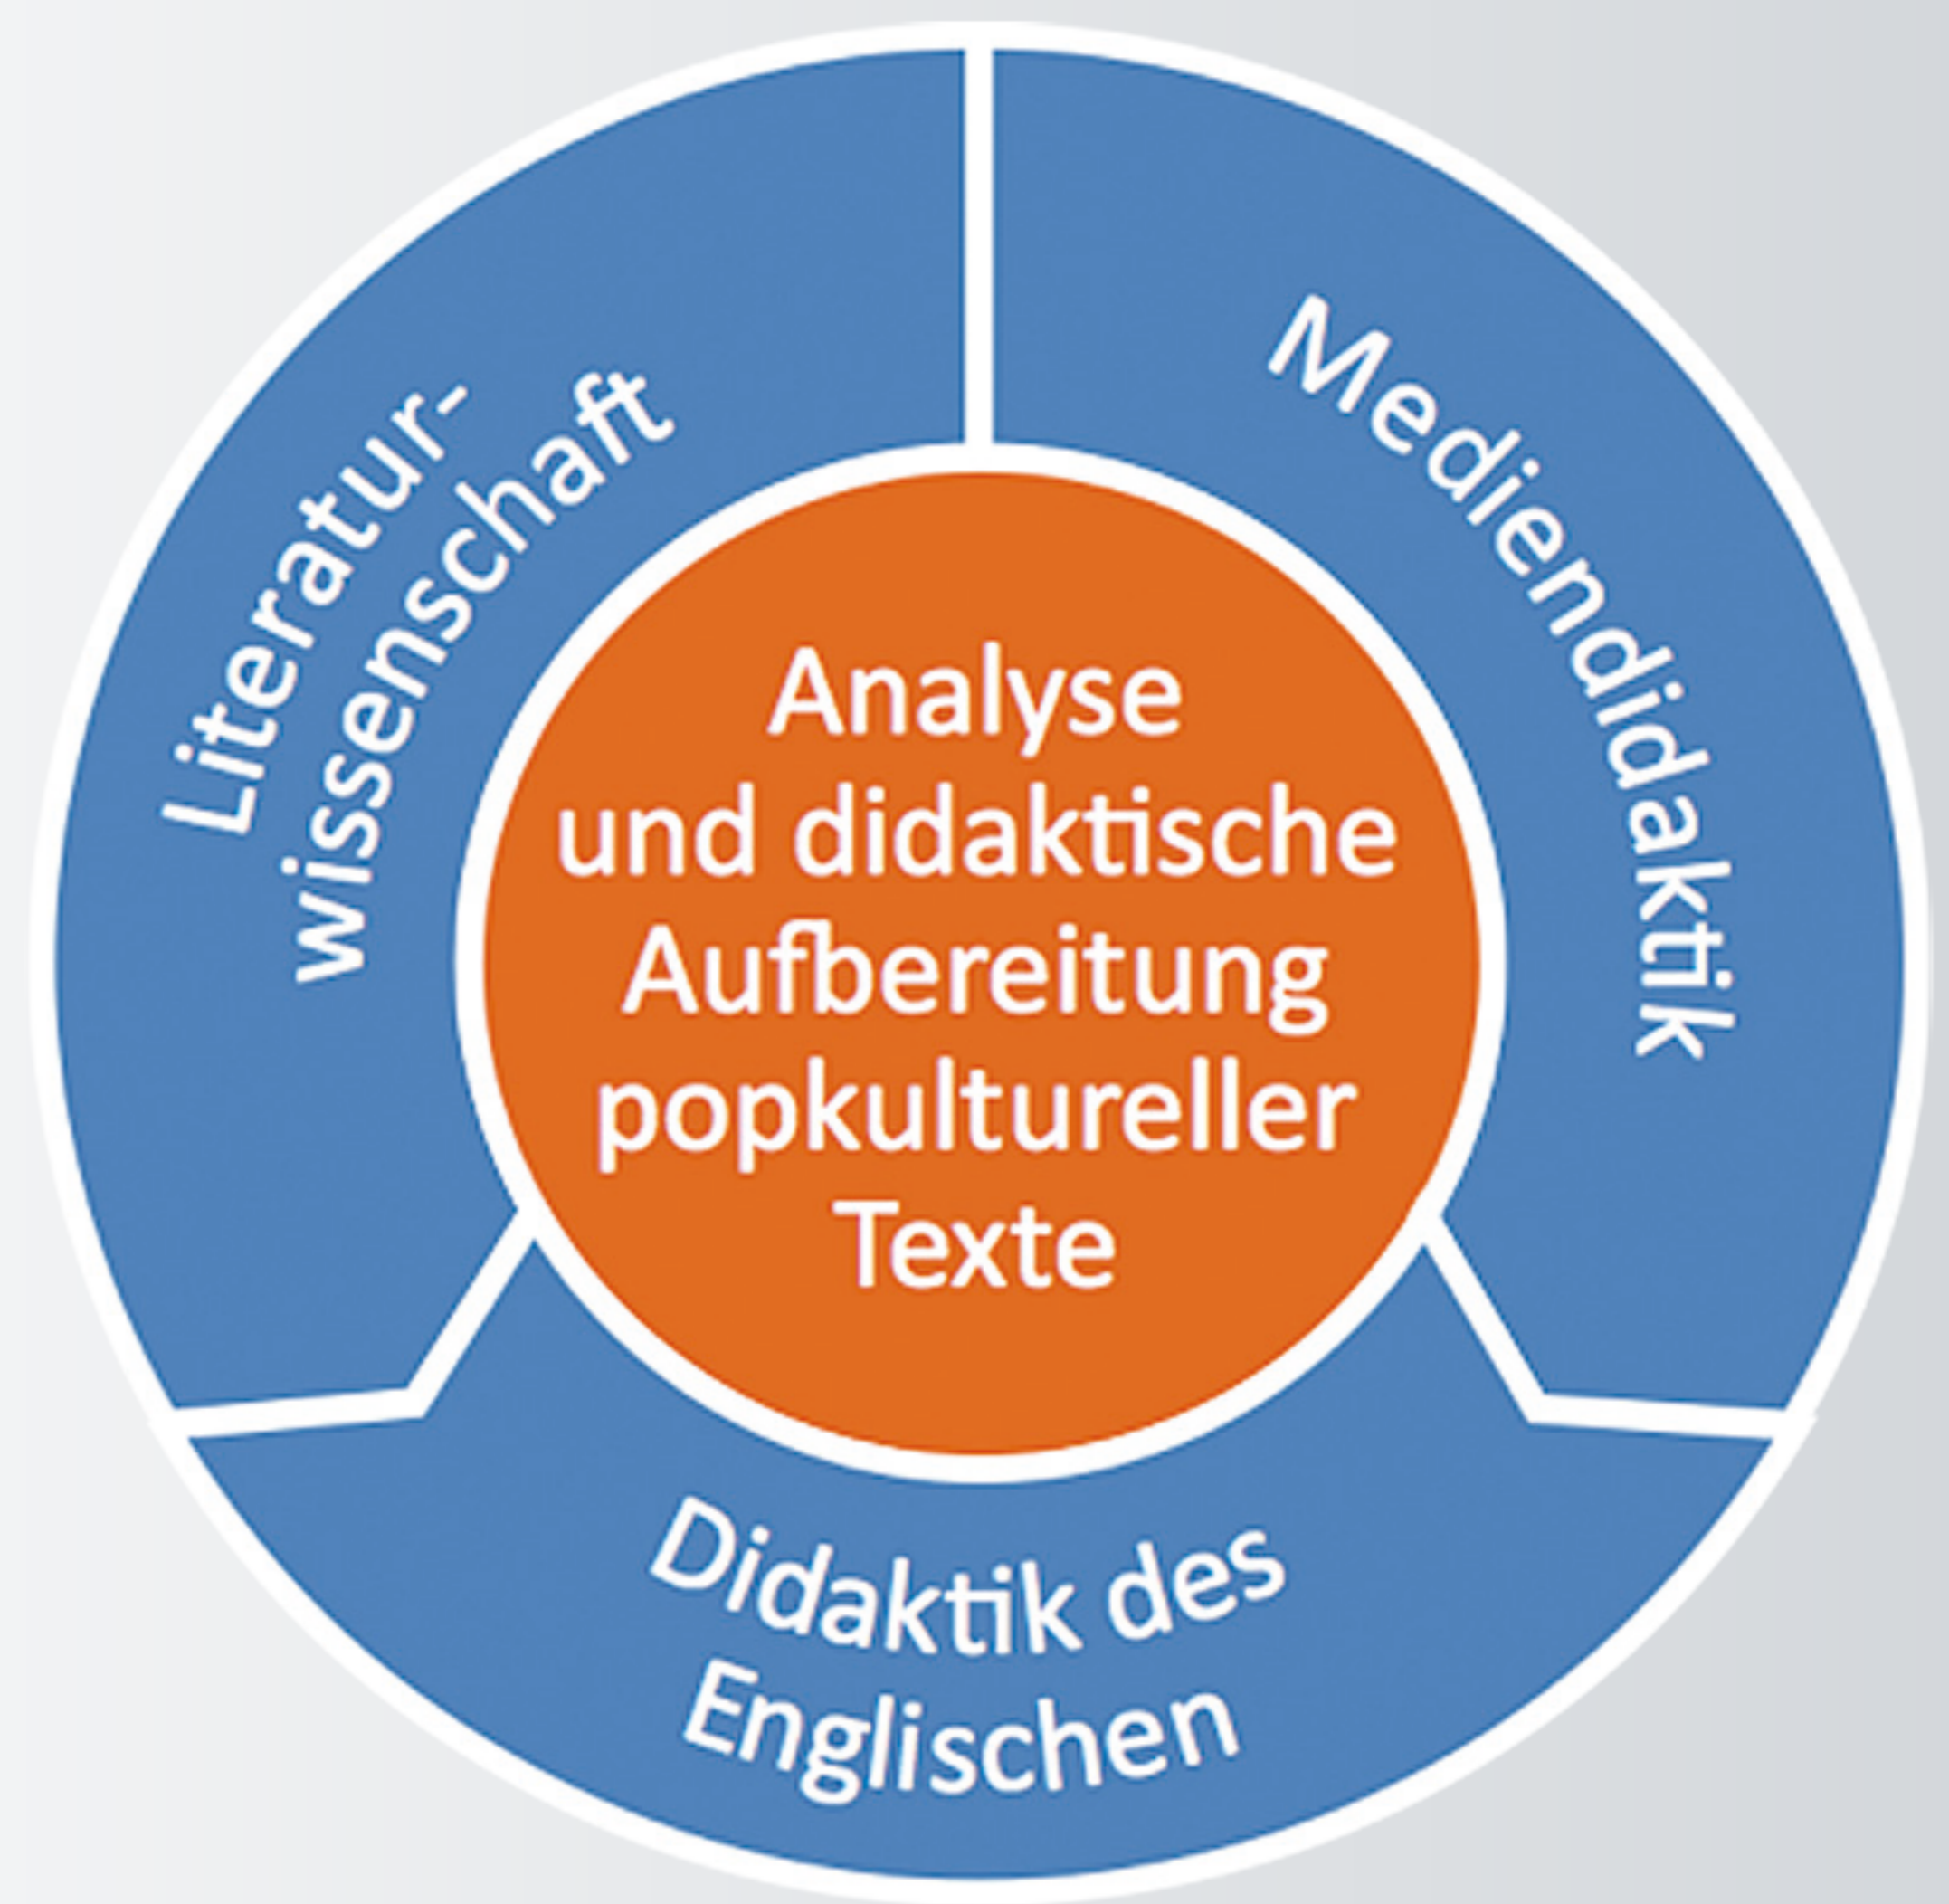 Literatur-
wissenschaft
Mediendidaktik
Analyse
und didaktische
Aufbereitung
popkultureller
Texte
Didaktik des
Englischen